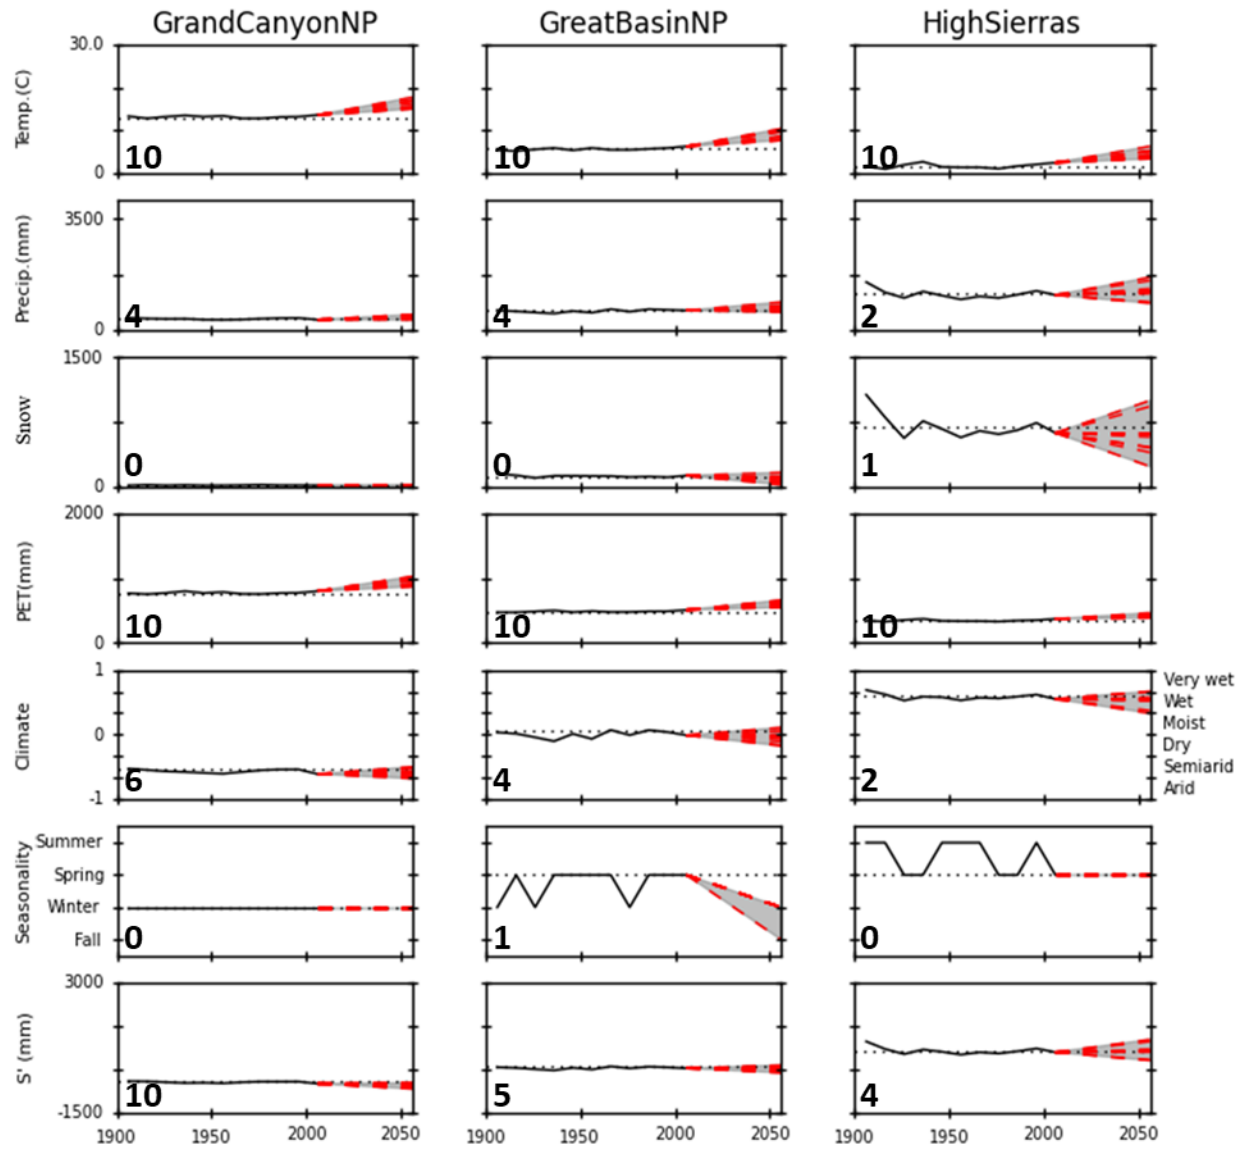 GrandCanyonNP GreatBasinNP HighSierras
30.0
Temp.(C)
10 10 10
0
3500
Precip.(mm)
4 4 2
0
1500
Snow
0 0 1
0
2000
PET(mm)
10 10 10
0
1
Very wet
Wet
Climate
Moist
0
Dry
Semiarid
6 4 2
Arid
-1
Summer
Seasonality
Spring
Winter
Fall
0 1 0
3000
S' (mm)
10 5 4
-1500
1900 1950 2000 2050 1900 1950 2000 2050 1900 1950 2000 2050